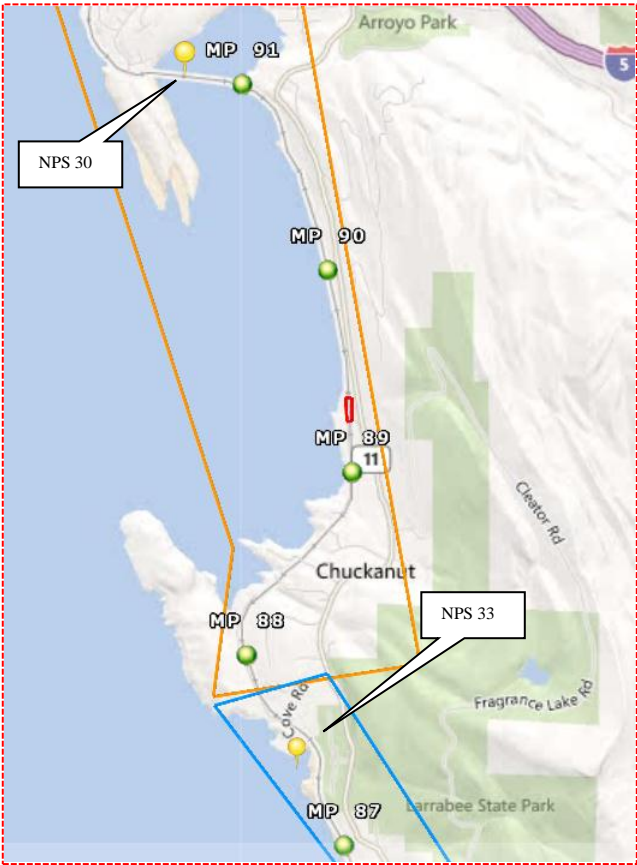 Arroyo Park
MP 91
5
NPS 30
MP 90
MP 89
11
Cleator Rd
Chuckanut
NPS 33
MP 88
Cove Rd
Fragrance Lake Rd
MP 87
Larrabee State Park